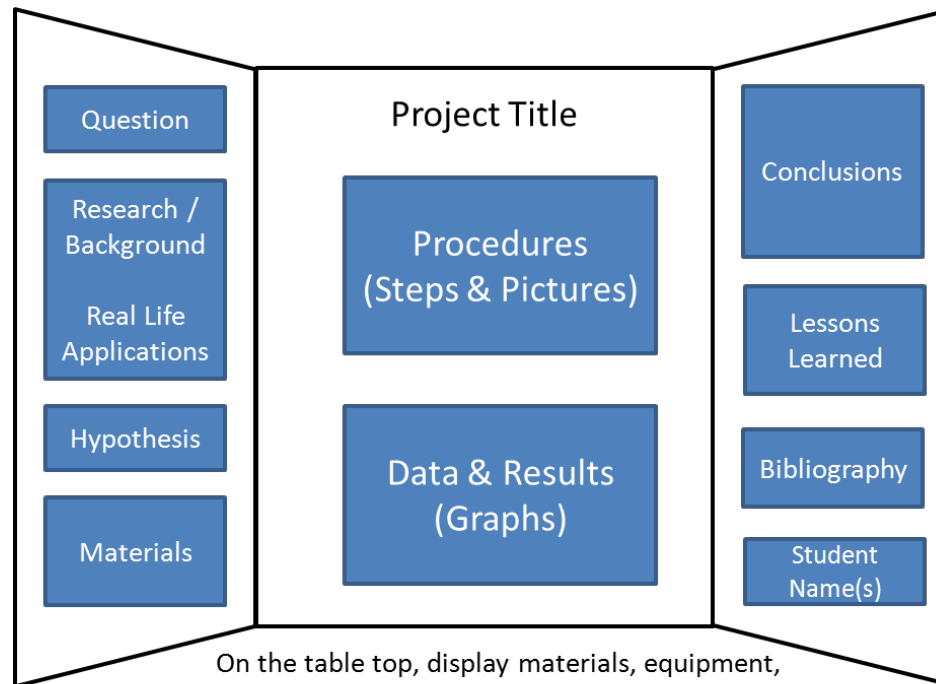 Question
Research /
Background
Real Life
Applications
Hypothesis
Materials
Project Title
Procedures
(Steps & Pictures)
Data & Results
(Graphs)
Conclusions
Lessons
Learned
Bibliography
Student
Name(s)
On the table top, display materials, equipment,